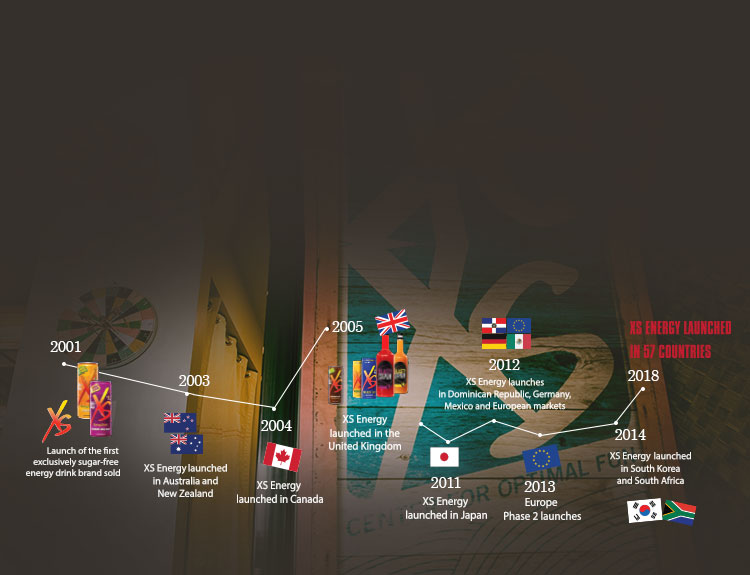 2001
XS
Launch of the first
exclusively sugar-free
energy drink brand sold
2003
XS Energy launched
in Australia and
New Zealand
2004
XS Energy
launched in Canada
2005
XS Energy
launched in the
United Kingdom
2011
XS Energy
launched in Japan
2012
XS Energy launches
in Dominican Republic, Germany,
Mexico and European markets
2013
Europe
Phase 2 launches
2014
XS Energy launched
in South Korea
and South Africa
2018
XS ENERGY LAUNCHED
IN 57 COUNTRIES
XS
OR OPTIMAL FU